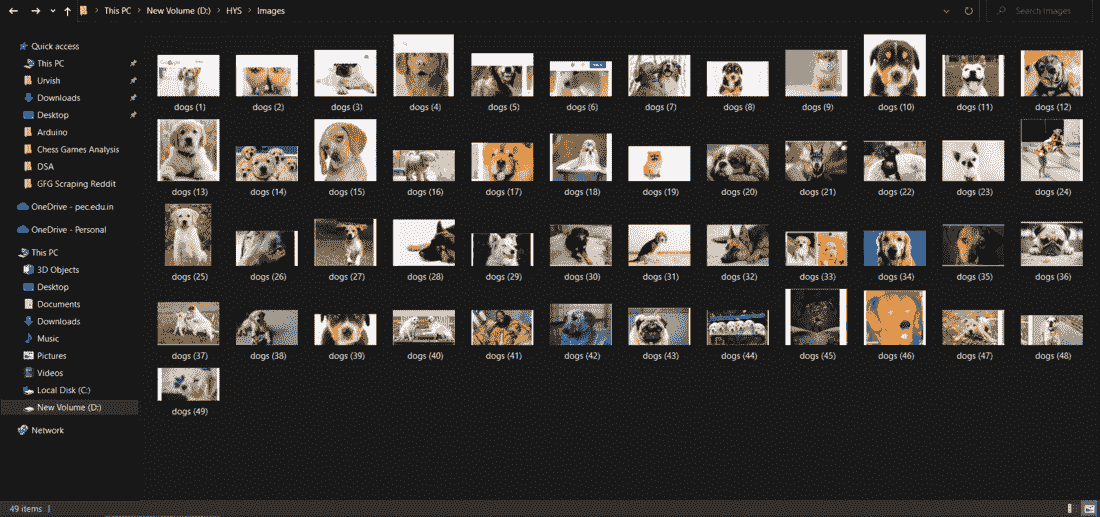 This PC > New Volume (D:) > HYS > Images
Search Images
Quick access
This PC
Urvish
Downloads
Desktop
Arduino
Chess Games Analysis
DSA
GFG Scraping Reddit
OneDrive - pec.edu.in
OneDrive - Personal
This PC
3D Objects
Desktop
Documents
Downloads
Music
Pictures
Videos
Local Disk (C:)
New Volume (D:)
Network
dogs (1) dogs (2) dogs (3) dogs (4) dogs (5) dogs (6) dogs (7) dogs (8) dogs (9) dogs (10) dogs (11) dogs (12)
dogs (13) dogs (14) dogs (15) dogs (16) dogs (17) dogs (18) dogs (19) dogs (20) dogs (21) dogs (22) dogs (23) dogs (24)
dogs (25) dogs (26) dogs (27) dogs (28) dogs (29) dogs (30) dogs (31) dogs (32) dogs (33) dogs (34) dogs (35) dogs (36)
dogs (37) dogs (38) dogs (39) dogs (40) dogs (41) dogs (42) dogs (43) dogs (44) dogs (45) dogs (46) dogs (47) dogs (48)
dogs (49)
49 items